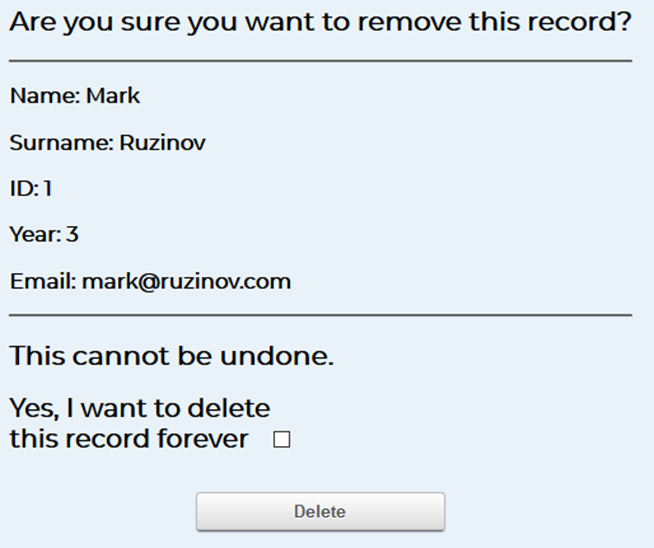 Are you sure you want to remove this record?
Name: Mark
Surname: Ruzinov
ID: 1
Year: 3
Email: mark@ruzinov.com
This cannot be undone.
Yes, I want to delete
this record forever
Delete